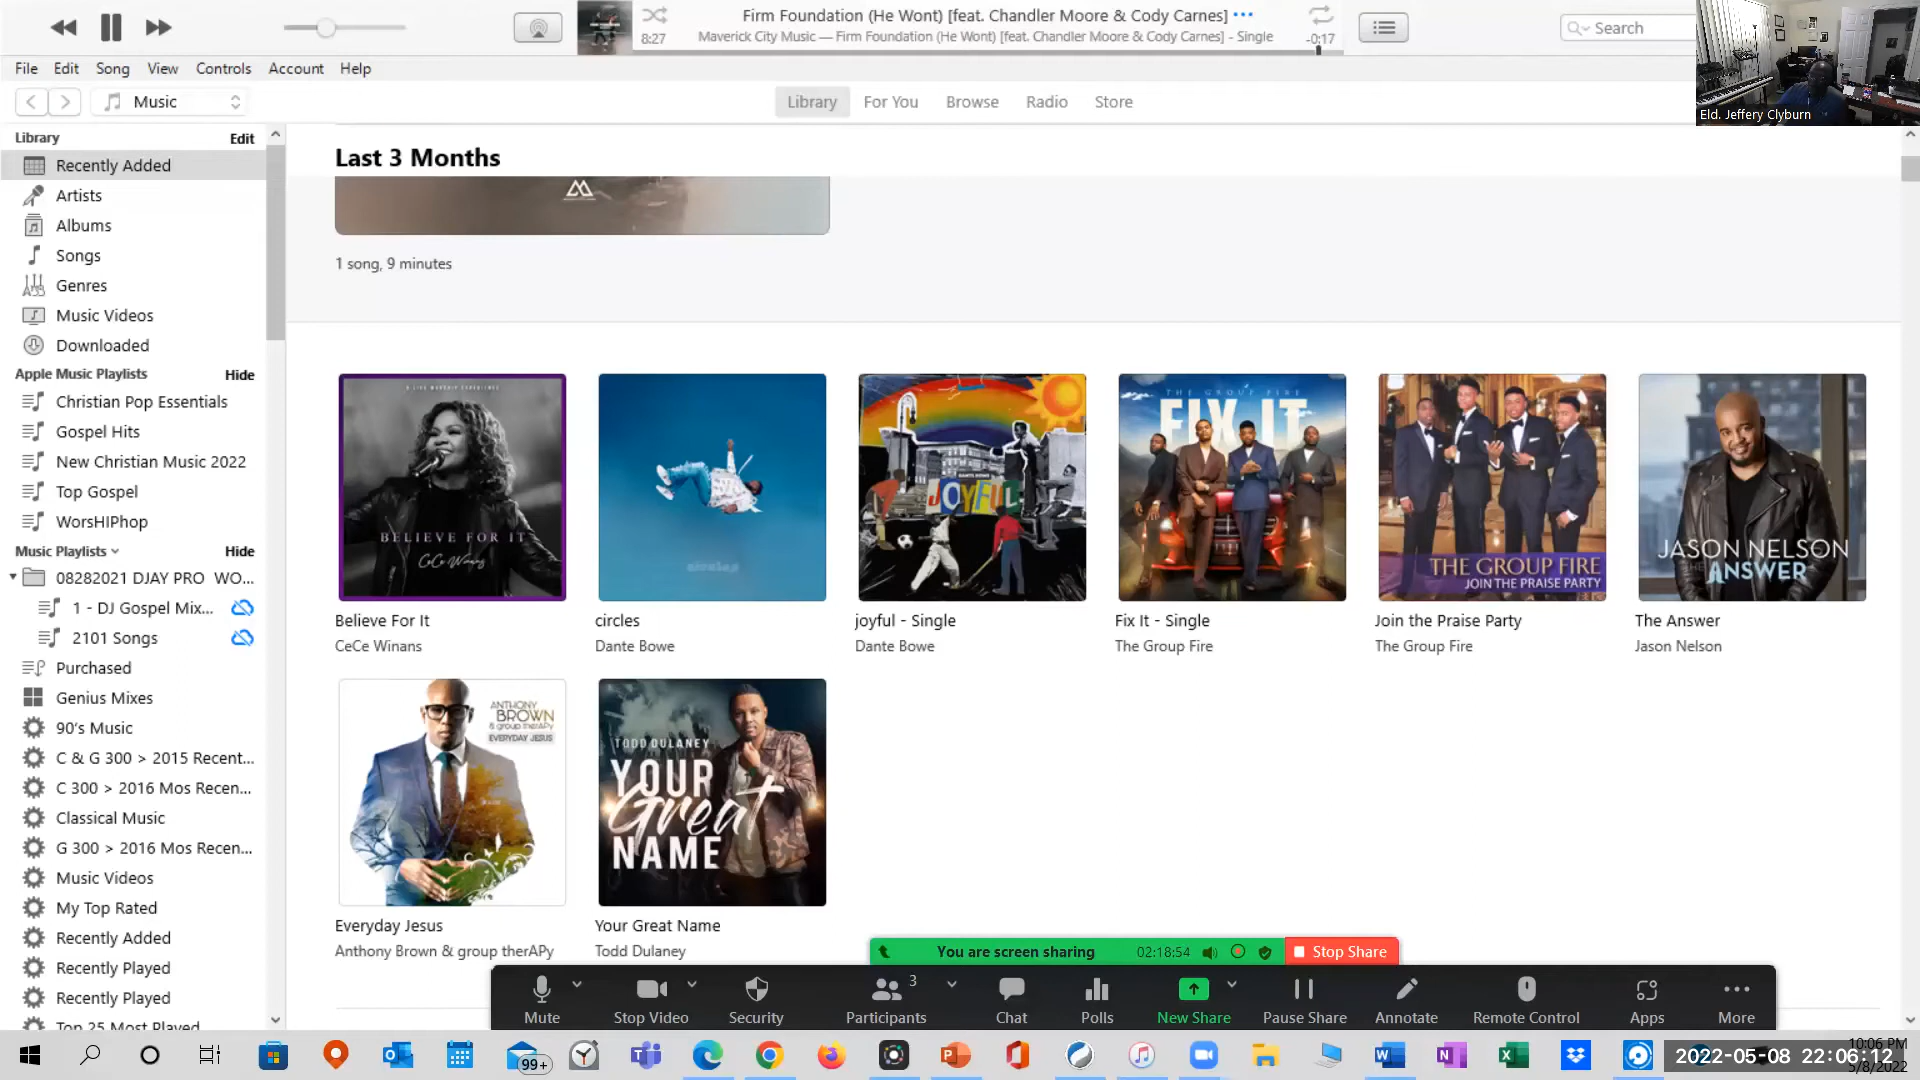 Firm Foundation (He Wont) [feat. Chandler Moore & Cody Carnes]
8:27
Maverick City Music — Firm Foundation (He Wont) [feat. Chandler Moore & Cody Carnes] - Single
-0:17
Search
File Edit Song View Controls Account Help
Eld. Jeffery Clyburn
Music
Library For You Browse Radio Store
Library Edit
Recently Added
Artists
Albums
Songs
Genres
Music Videos
Downloaded
Apple Music Playlists Hide
Christian Pop Essentials
Gospel Hits
New Christian Music 2022
Top Gospel
WorsHIPhop
Music Playlists Hide
08282021 DJAY PRO WO...
1 - DJ Gospel Mix...
2101 Songs
Purchased
Genius Mixes
90's Music
C & G 300 > 2015 Recent...
C 300 > 2016 Mos Recen...
Classical Music
G 300 > 2016 Mos Recen...
Music Videos
My Top Rated
Recently Added
Recently Played
Recently Played
Top 25 Most Played
Last 3 Months
1 song, 9 minutes
A LIVE WORSHIP EXPERIENCE
BELIEVE FOR IT
CeCe Winans
circles
JOYFUL
THE GROUP FIRE
FIX IT
THE GROUP FIRE
JOIN THE PRAISE PARTY
JASON NELSON
THE ANSWER
Believe For It
CeCe Winans
circles
Dante Bowe
joyful - Single
Dante Bowe
Fix It - Single
The Group Fire
Join the Praise Party
The Group Fire
The Answer
Jason Nelson
ANTHONY
BROWN
& group therAPy
EVERYDAY JESUS
TODD DULANEY
YOUR
Great
NAME
Everyday Jesus
Anthony Brown & group therAPy
Your Great Name
Todd Dulaney
You are screen sharing 02:18:54 Stop Share
3
Mute Stop Video Security Participants Chat Polls New Share Pause Share Annotate Remote Control Apps More
99+
10:06 PM
2022-05-08 22:06:12
5/8/2022